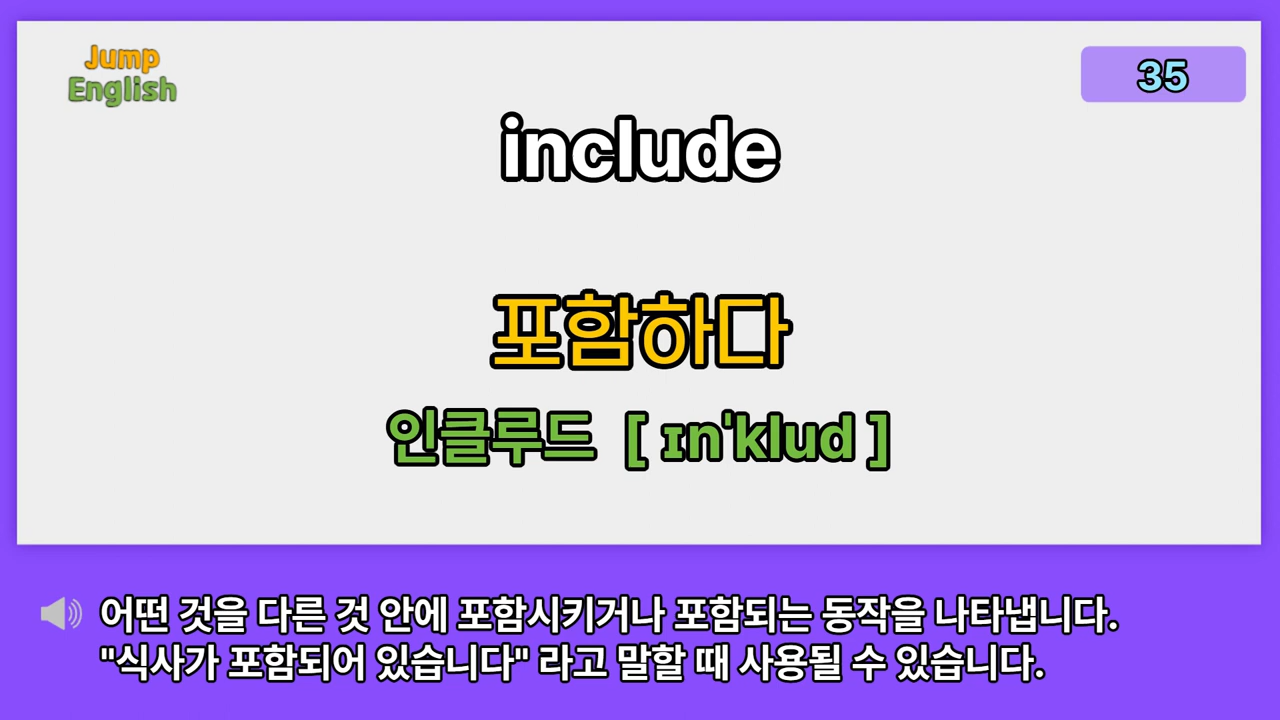 Jump
English
35
include
포함하다
인클루드 [ ɪnˈklud ]
어떤 것을 다른 것 안에 포함시키거나 포함되는 동작을 나타냅니다.
"식사가 포함되어 있습니다" 라고 말할 때 사용될 수 있습니다.